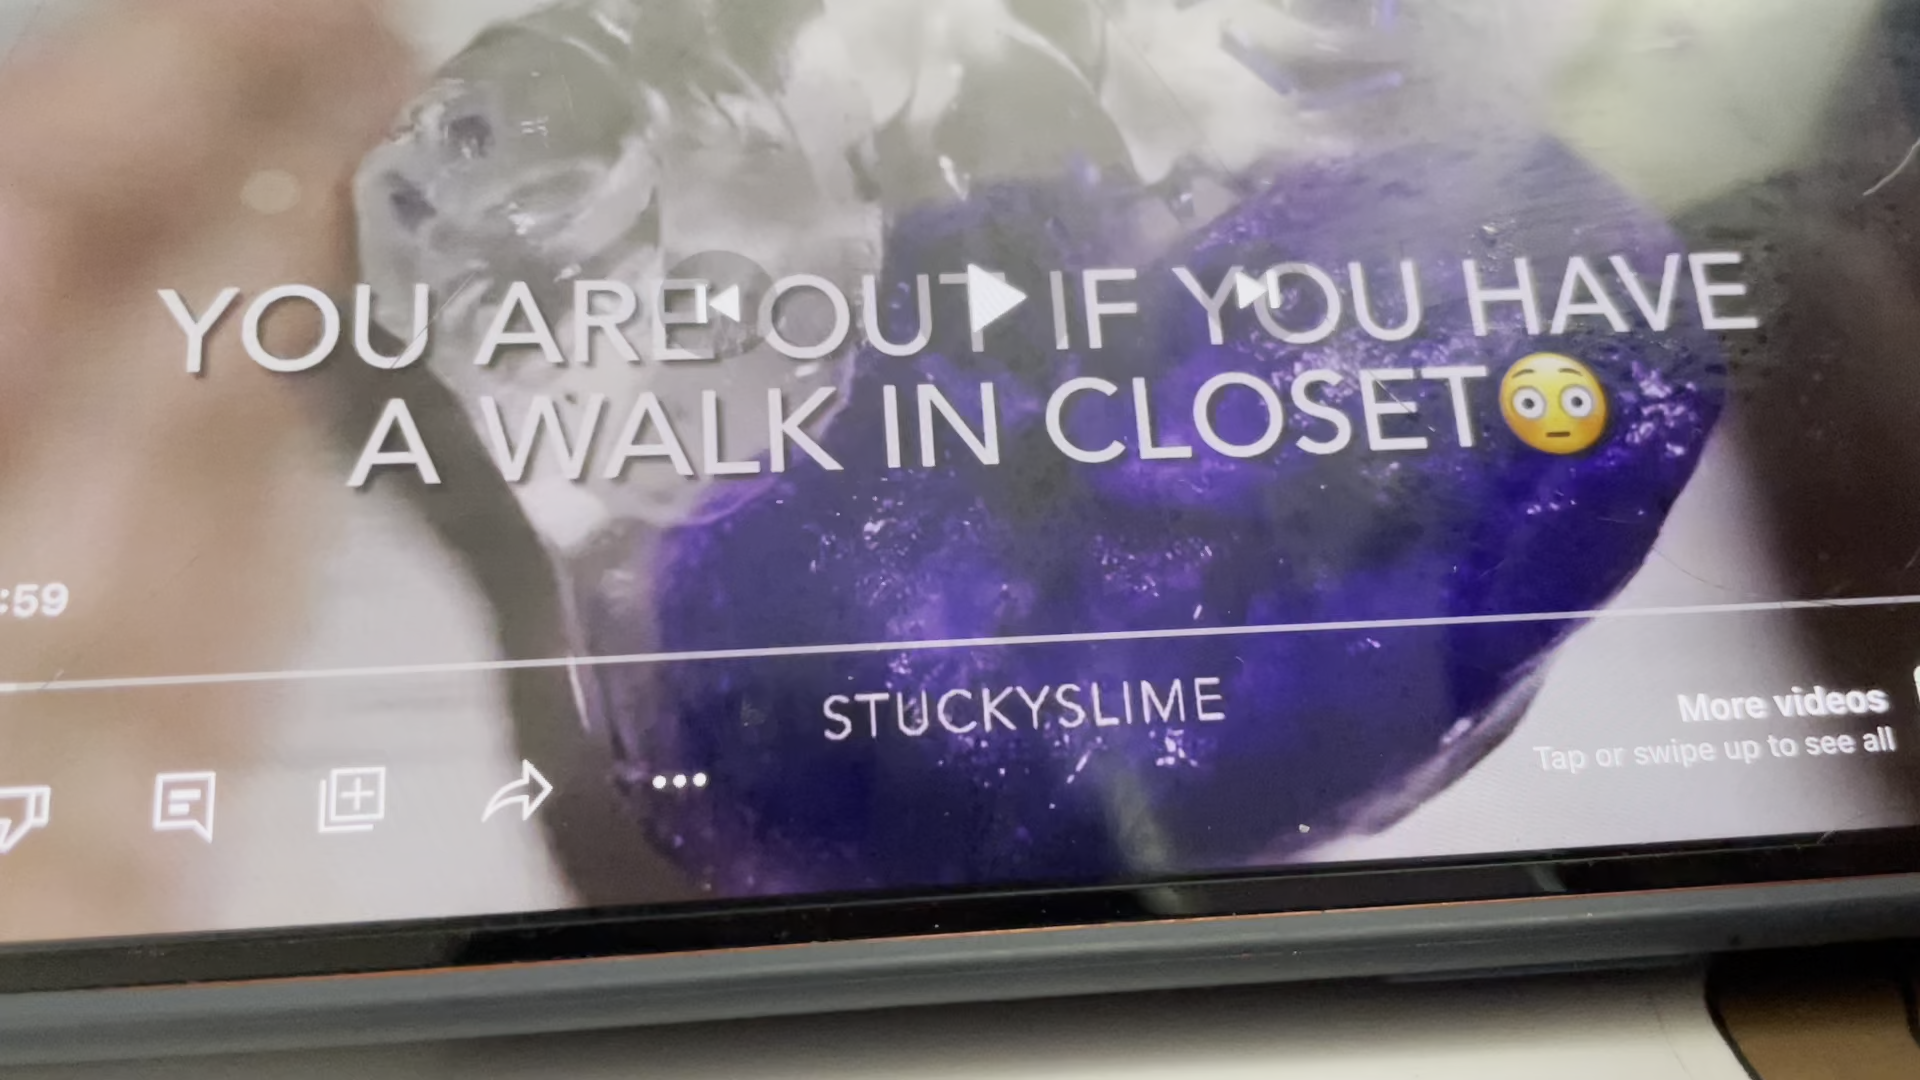 YOU ARE OUT IF YOU HAVE
A WALK IN CLOSET😳
:59
STUCKYSLIME
More videos
Tap or swipe up to see all